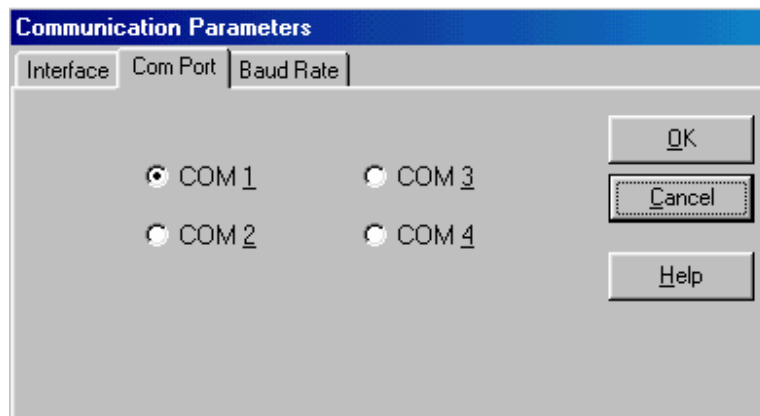 Communication Parameters
Interface Com Port Baud Rate
COM 1 COM 3 OK
COM 2 COM 4 Cancel
Help